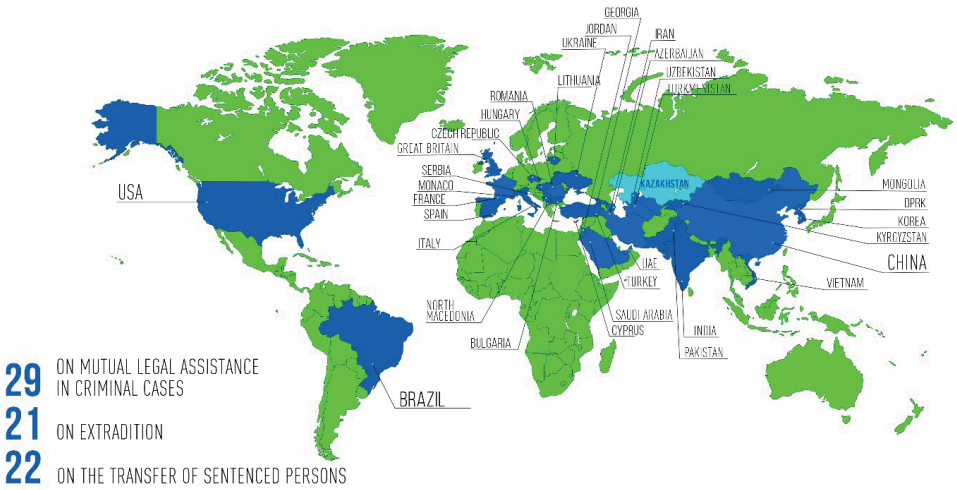 GEORGIA
JORDAN
UKRAINE
IRAN
AZERBAIJAN
LITHUANIA
UZBEKISTAN
TURKMENISTAN
ROMANIA
HUNGARY
CZECH REPUBLIC
GREAT BRITAIN
SERBIA
MONACO
FRANCE
SPAIN
ITALY
USA
KAZAKHSTAN
MONGOLIA
DPRK
KOREA
KYRGYZSTAN
CHINA
VIETNAM
UAE
TURKEY
NORTH
MACEDONIA
SAUDI ARABIA
CYPRUS
INDIA
BULGARIA
PAKISTAN
BRAZIL
29 ON MUTUAL LEGAL ASSISTANCE
IN CRIMINAL CASES
21 ON EXTRADITION
22 ON THE TRANSFER OF SENTENCED PERSONS